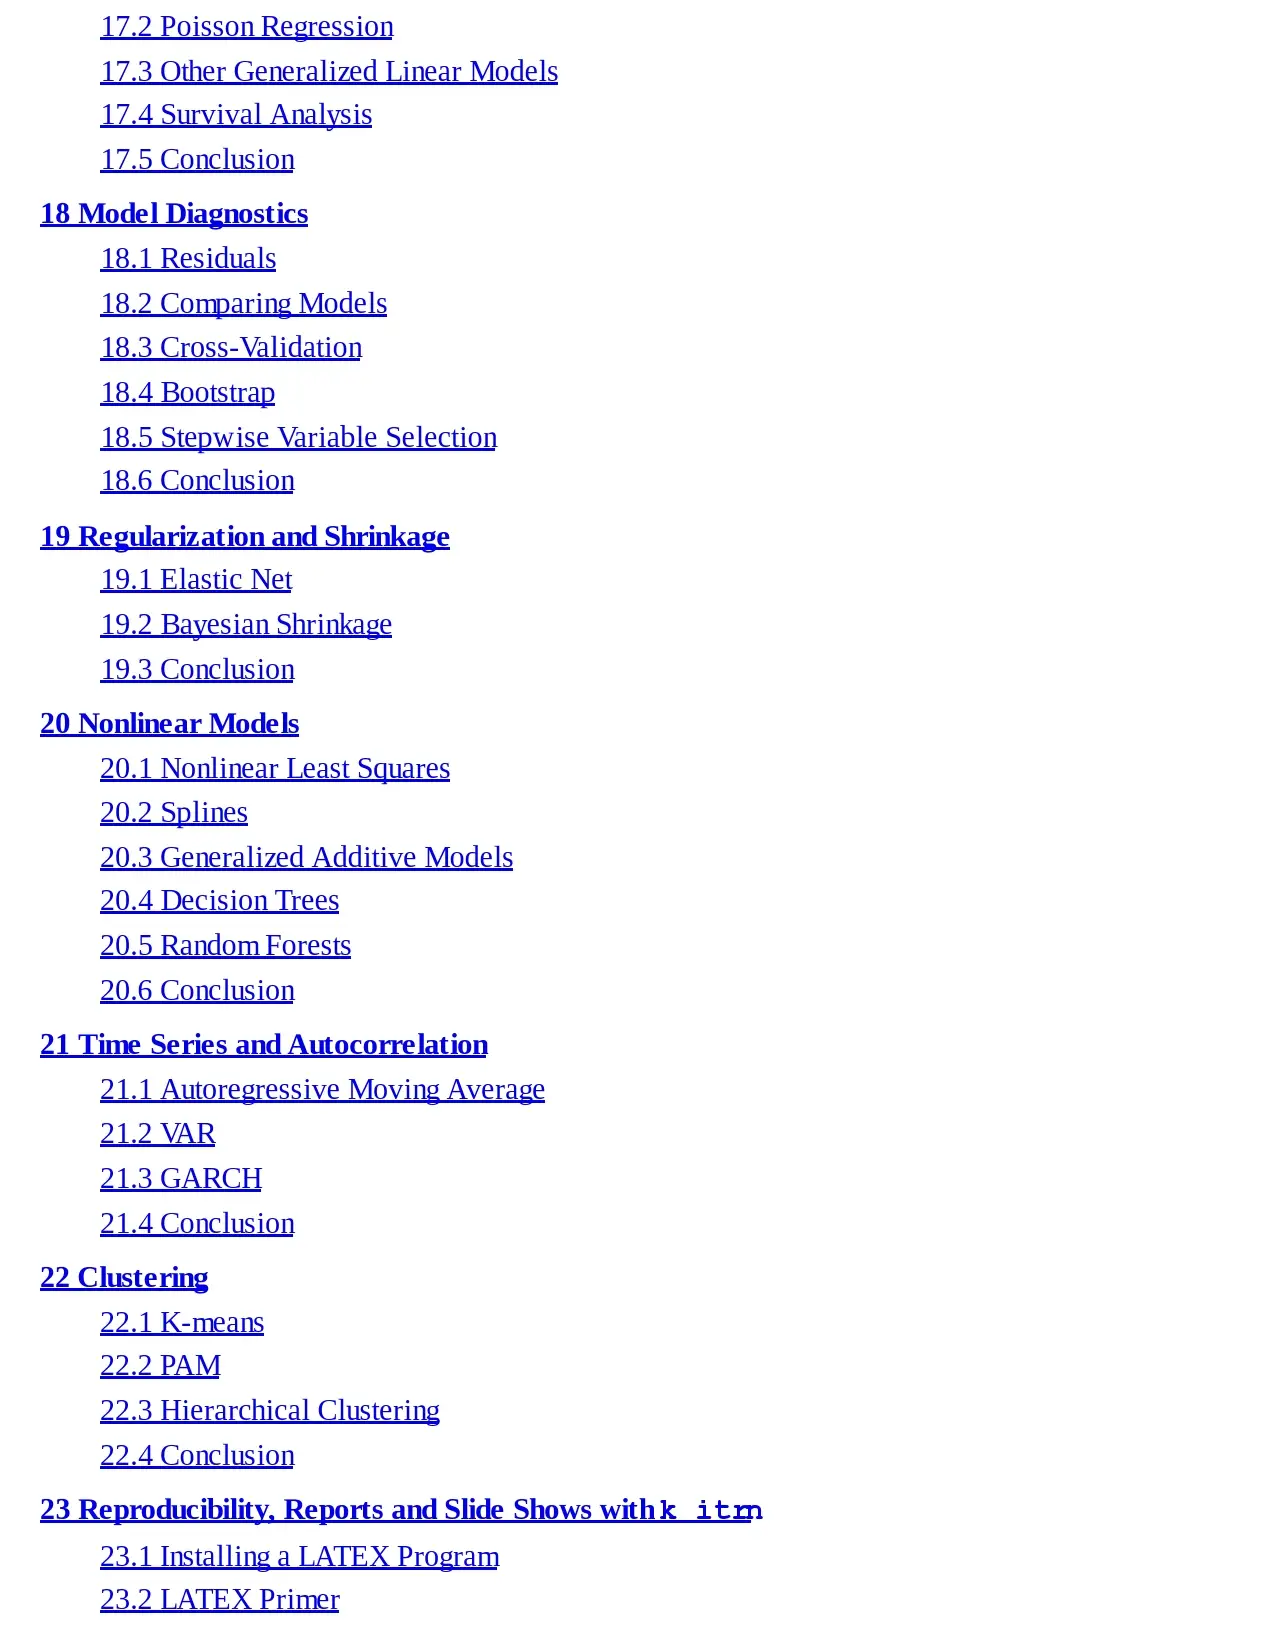 17.2 Poisson Regression
17.3 Other Generalized Linear Models
17.4 Survival Analysis
17.5 Conclusion
18 Model Diagnostics
18.1 Residuals
18.2 Comparing Models
18.3 Cross-Validation
18.4 Bootstrap
18.5 Stepwise Variable Selection
18.6 Conclusion
19 Regularization and Shrinkage
19.1 Elastic Net
19.2 Bayesian Shrinkage
19.3 Conclusion
20 Nonlinear Models
20.1 Nonlinear Least Squares
20.2 Splines
20.3 Generalized Additive Models
20.4 Decision Trees
20.5 Random Forests
20.6 Conclusion
21 Time Series and Autocorrelation
21.1 Autoregressive Moving Average
21.2 VAR
21.3 GARCH
21.4 Conclusion
22 Clustering
22.1 K-means
22.2 PAM
22.3 Hierarchical Clustering
22.4 Conclusion
23 Reproducibility, Reports and Slide Shows with k itrn
23.1 Installing a LATEX Program
23.2 LATEX Primer